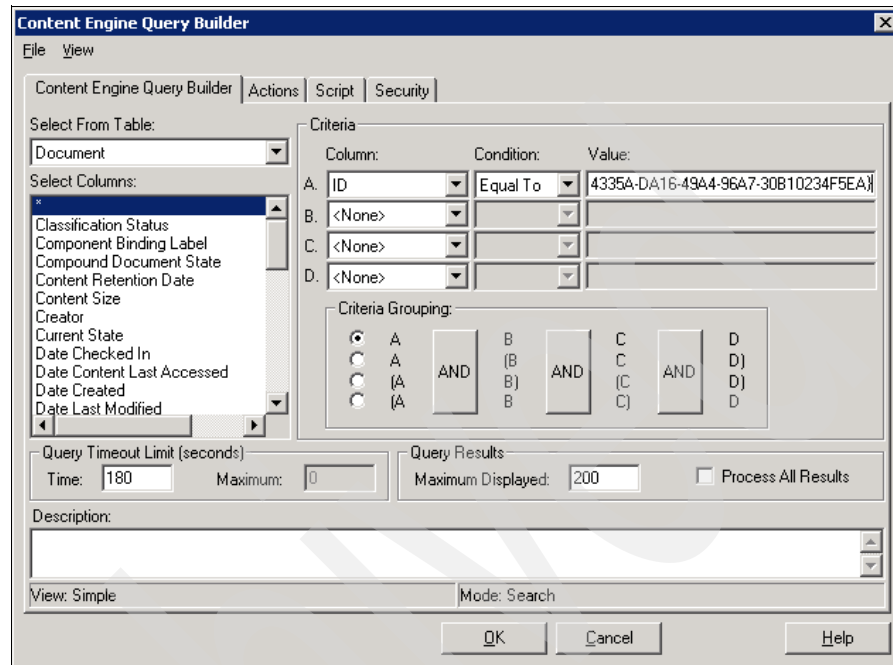 Content Engine Query Builder
File View
Content Engine Query Builder Actions Script Security
Select From Table:
Document
Select Columns:
*
Classification Status
Component Binding Label
Compound Document State
Content Retention Date
Content Size
Creator
Current State
Date Checked In
Date Content Last Accessed
Date Created
Date Last Modified
Criteria
Column: Condition: Value:
A. ID Equal To 4335A-DA16-49A4-96A7-30B10234F5EA}
B. <None>
C. <None>
D. <None>
Criteria Grouping:
A B C D
A (B C D)
(A B) (C D)
(A B C) D
AND AND AND
Query Timeout Limit (seconds)
Time: 180 Maximum: 0
Query Results
Maximum Displayed: 200 Process All Results
Description:
View: Simple Mode: Search
OK Cancel Help